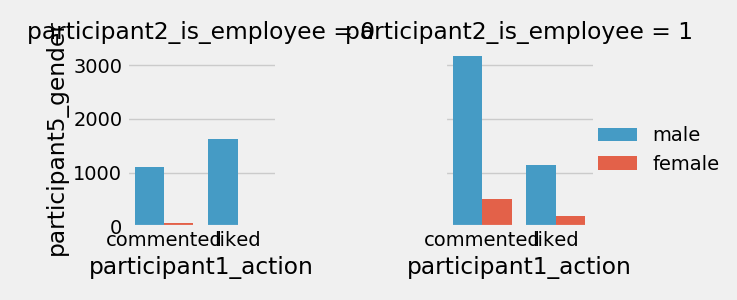 participant2_is_employee = 0
participant2_is_employee = 1
participant5_gender
3000
2000
1000
0
commented
liked
commented
liked
participant1_action
participant1_action
male
female